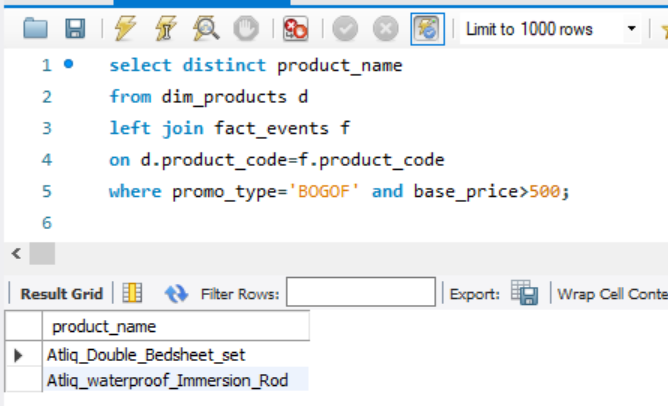 Limit to 1000 rows
1 select distinct product_name
2 from dim_products d
3 left join fact_events f
4 on d.product_code=f.product_code
5 where promo_type='BOGOF' and base_price>500;
6
Result Grid Filter Rows: Export: Wrap Cell Conte
product_name
Atliq_Double_Bedsheet_set
Atliq_waterproof_Immersion_Rod